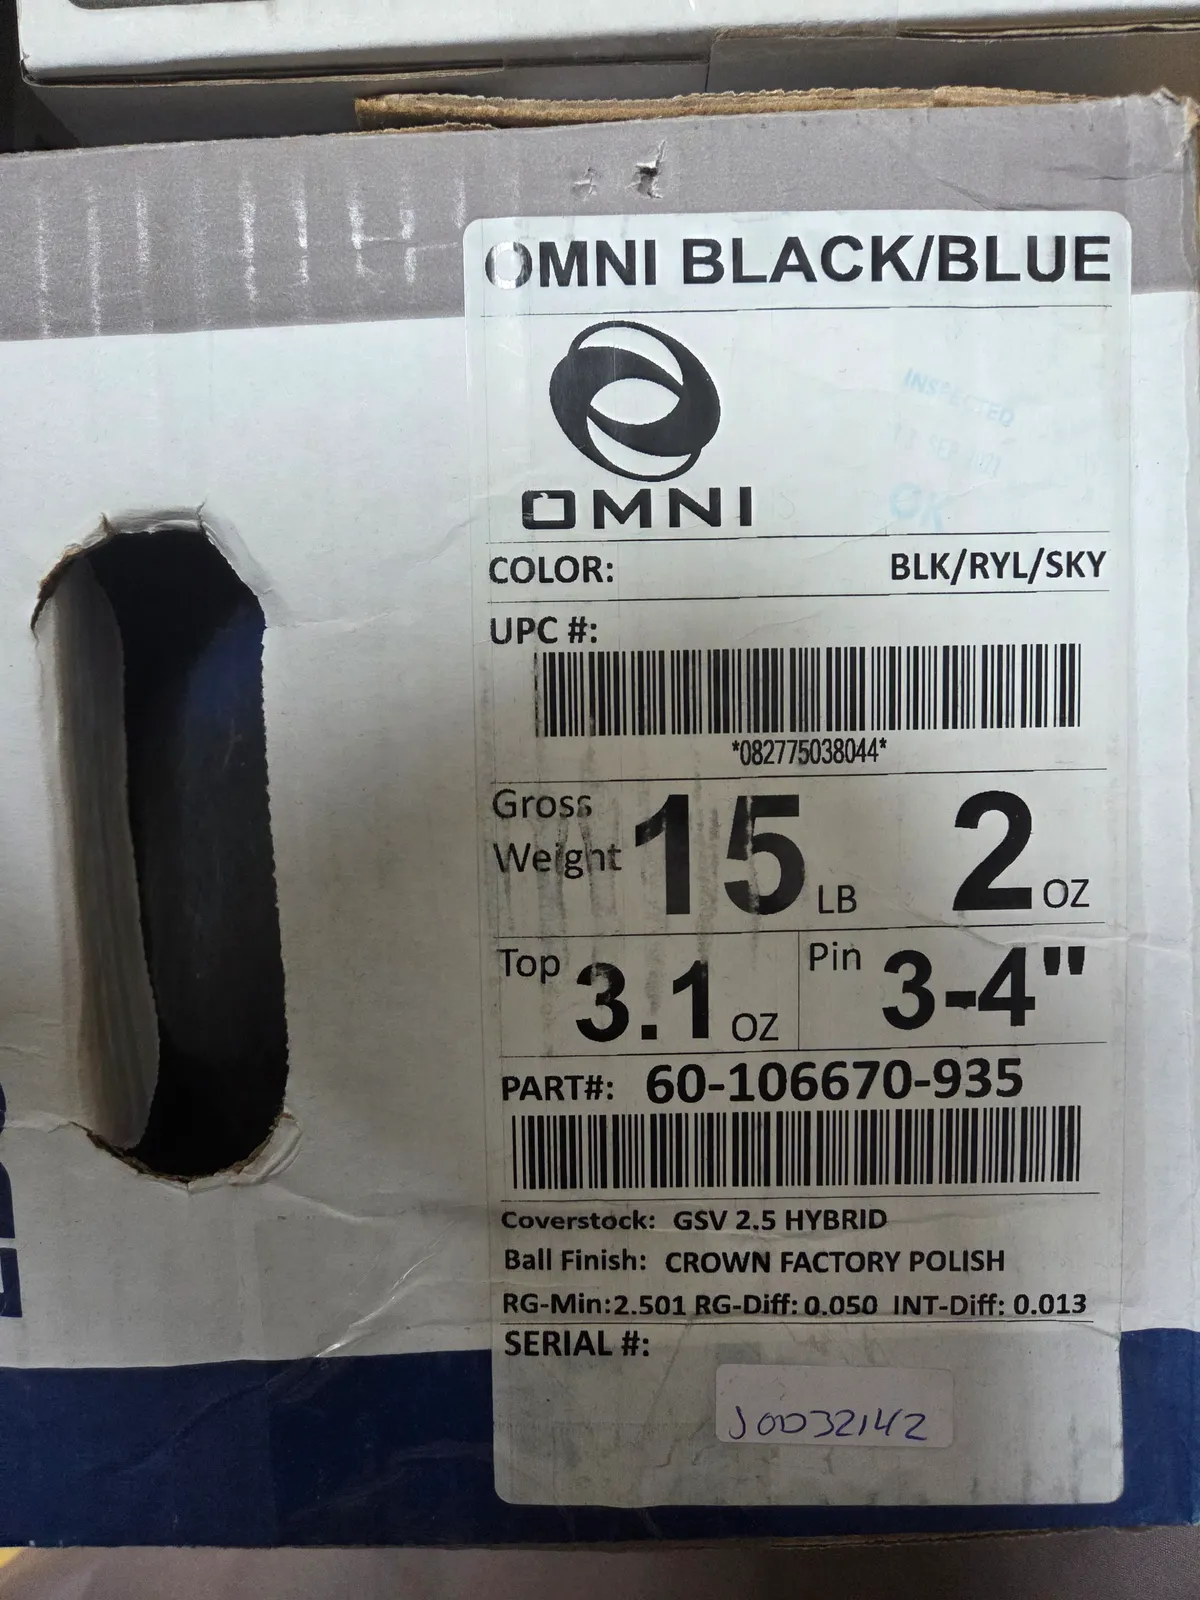 OMNI BLACK/BLUE
OMNI
INSPECTED
OK
COLOR: BLK/RYL/SKY
UPC #:
*082775038044*
Gross Weight 15 LB 2 OZ
Top 3.1 OZ Pin 3-4"
PART#: 60-106670-935
Coverstock: GSV 2.5 HYBRID
Ball Finish: CROWN FACTORY POLISH
RG-Min:2.501 RG-Diff: 0.050 INT-Diff: 0.013
SERIAL #:
J0D32142